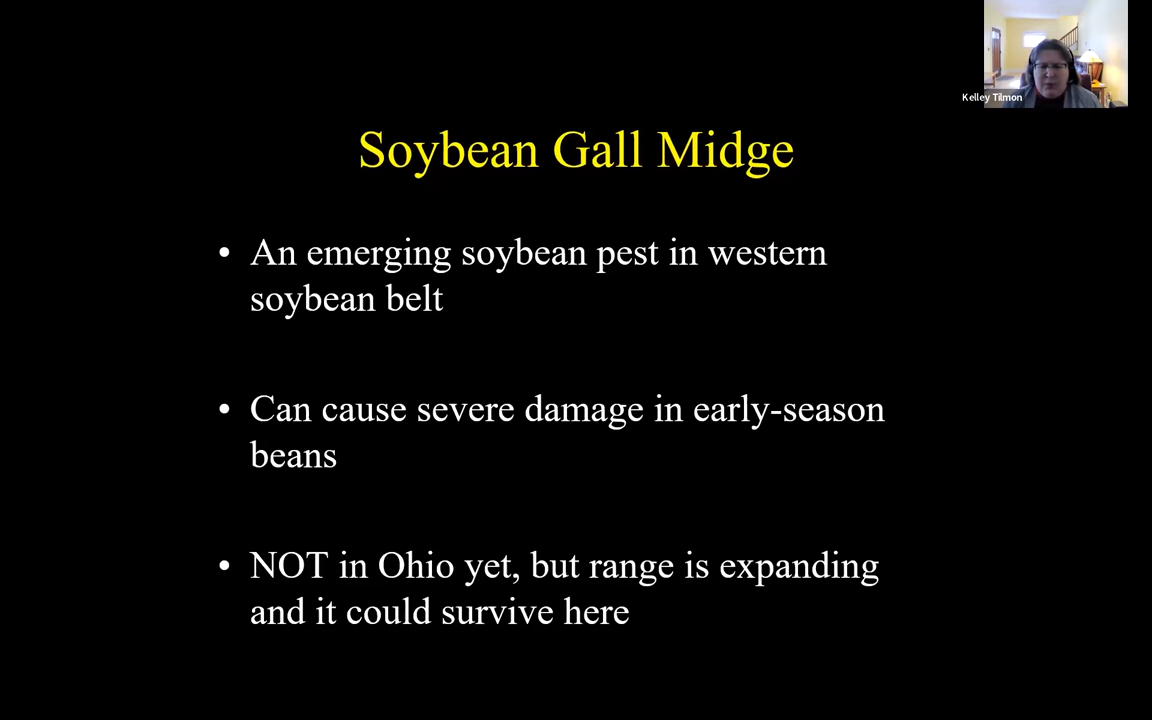 Kelley Tilmon
Soybean Gall Midge
• An emerging soybean pest in western
soybean belt
• Can cause severe damage in early-season
beans
• NOT in Ohio yet, but range is expanding
and it could survive here